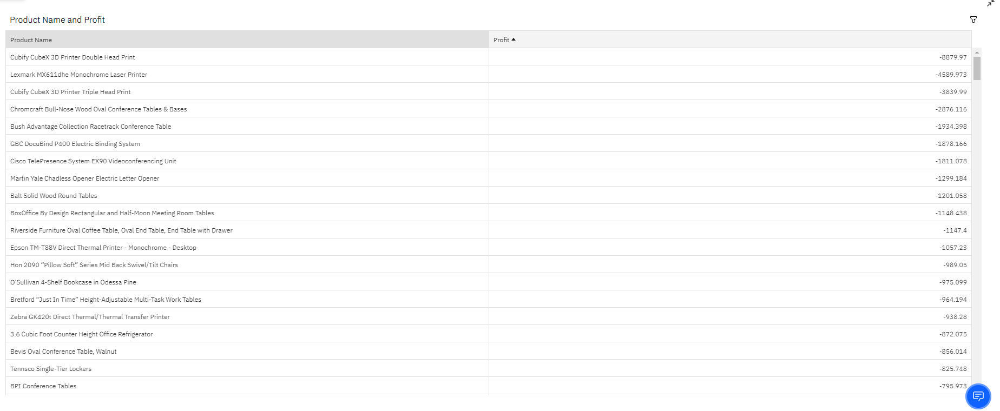 Product Name and Profit
Product Name Profit
Cubify CubeX 3D Printer Double Head Print -8879.97
Lexmark MX611dhe Monochrome Laser Printer -4589.973
Cubify CubeX 3D Printer Triple Head Print -3839.99
Chromcraft Bull-Nose Wood Oval Conference Tables & Bases -2876.116
Bush Advantage Collection Racetrack Conference Table -1934.398
GBC DocuBind P400 Electric Binding System -1878.166
Cisco TelePresence System EX90 Videoconferencing Unit -1811.078
Martin Yale Chadless Opener Electric Letter Opener -1299.184
Balt Solid Wood Round Tables -1201.058
BoxOffice By Design Rectangular and Half-Moon Meeting Room Tables -1148.438
Riverside Furniture Oval Coffee Table, Oval End Table, End Table with Drawer -1147.4
Epson TM-T88V Direct Thermal Printer - Monochrome - Desktop -1057.23
Hon 2090 “Pillow Soft” Series Mid Back Swivel/Tilt Chairs -989.05
O'Sullivan 4-Shelf Bookcase in Odessa Pine -975.099
Bretford “Just In Time” Height-Adjustable Multi-Task Work Tables -964.194
Zebra GK420t Direct Thermal/Thermal Transfer Printer -938.28
3.6 Cubic Foot Counter Height Office Refrigerator -872.075
Bevis Oval Conference Table, Walnut -856.014
Tennsco Single-Tier Lockers -825.748
BPI Conference Tables -795.973